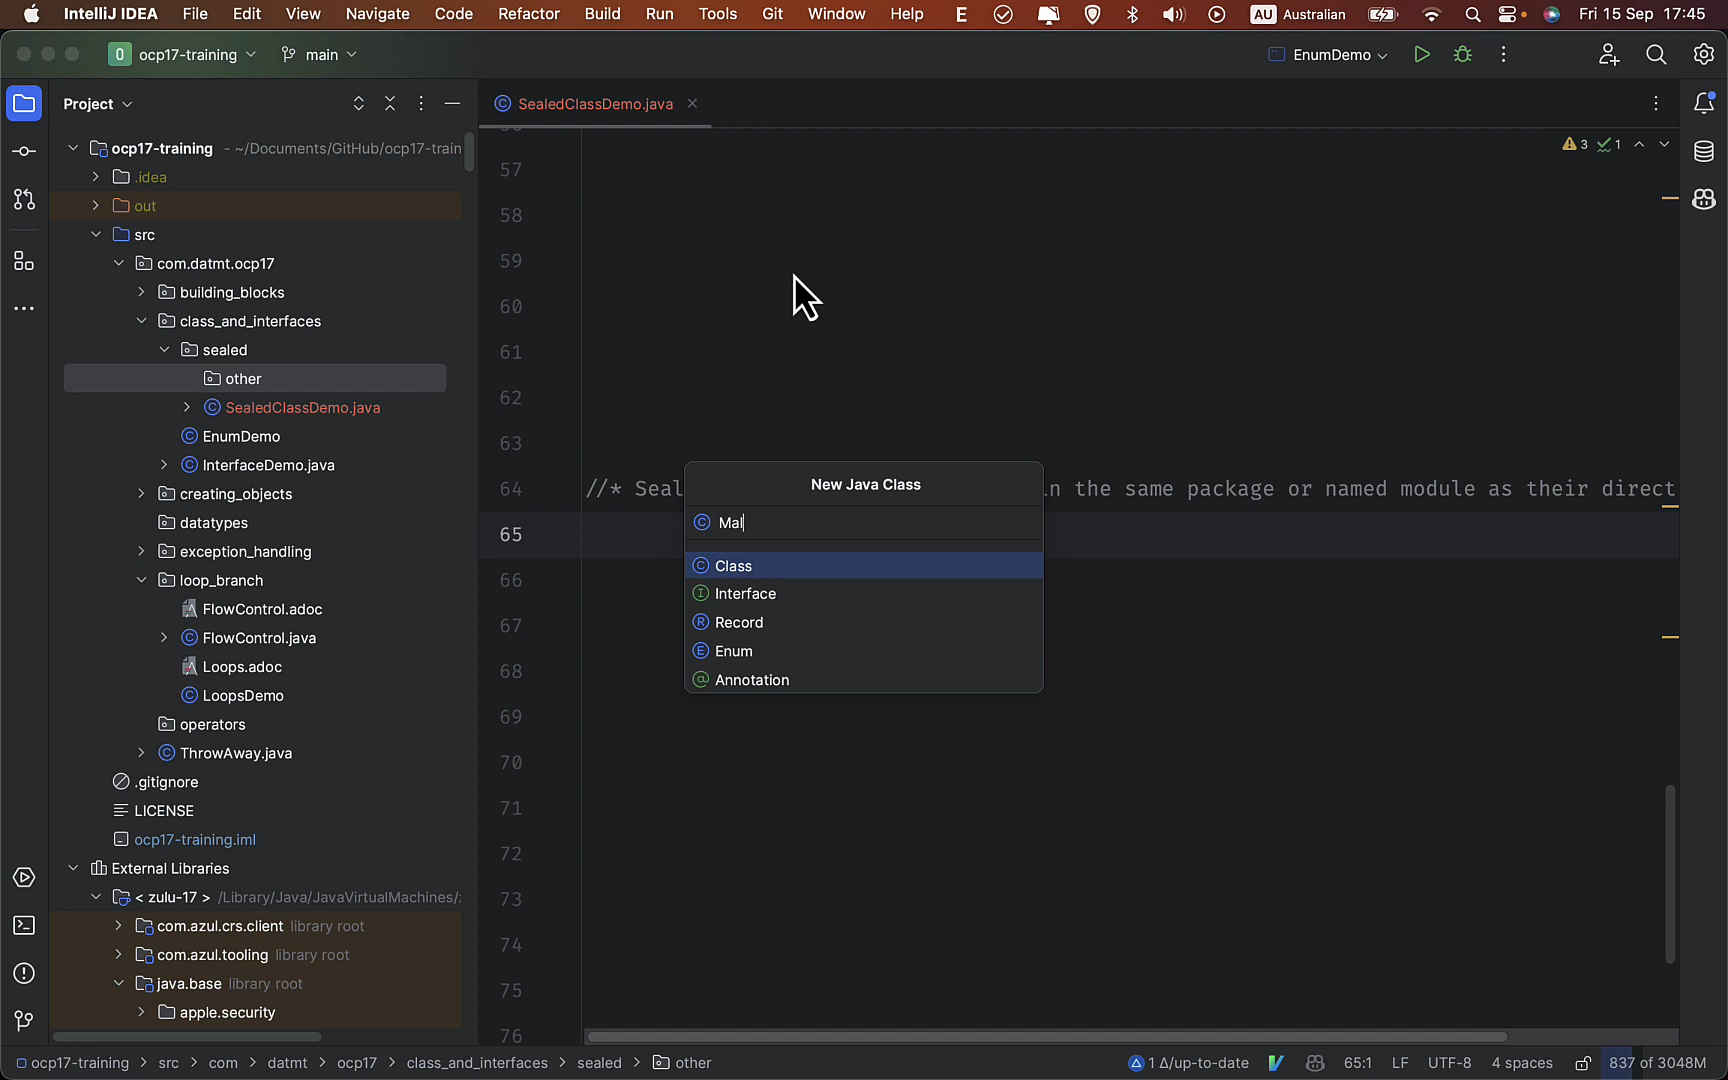 IntelliJ IDEA File Edit View Navigate Code Refactor Build Run Tools Git Window Help E AU Australian Fri 15 Sep 17:45
O ocp17-training main EnumDemo
Project
SealedClassDemo.java
ocp17-training - ~/Documents/GitHub/ocp17-train
.idea
out
src
com.datmt.ocp17
building_blocks
class_and_interfaces
sealed
other
SealedClassDemo.java
EnumDemo
InterfaceDemo.java
creating_objects
datatypes
exception_handling
loop_branch
FlowControl.adoc
FlowControl.java
Loops.adoc
LoopsDemo
operators
ThrowAway.java
.gitignore
LICENSE
ocp17-training.iml
External Libraries
< zulu-17 > /Library/Java/JavaVirtualMachines/
com.azul.crs.client library root
com.azul.tooling library root
java.base library root
apple.security
3 1
57
58
59
60
61
62
63
64 //* Seal n the same package or named module as their direct
65
66
67
68
69
70
71
72
73
74
75
76
New Java Class
Mal
Class
Interface
Record
Enum
Annotation
ocp17-training > src > com > datmt > ocp17 > class_and_interfaces > sealed > other
1 Δ/up-to-date 65:1 LF UTF-8 4 spaces 837 of 3048M